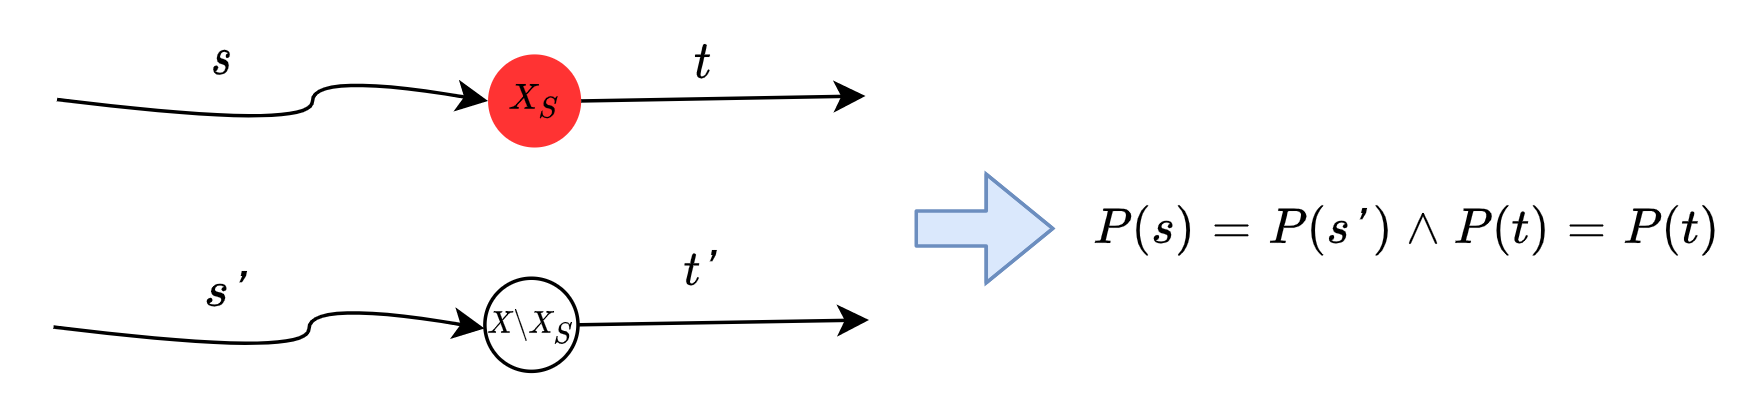 s
t
X_S
s'
t'
X\X_S
P(s) = P(s') ∧ P(t) = P(t)